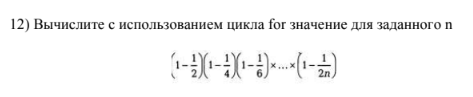 12) Вычислите с использованием цикла for значение для заданного n
(1-1/2)(1-1/4)(1-1/6)×...×(1-1/2n)